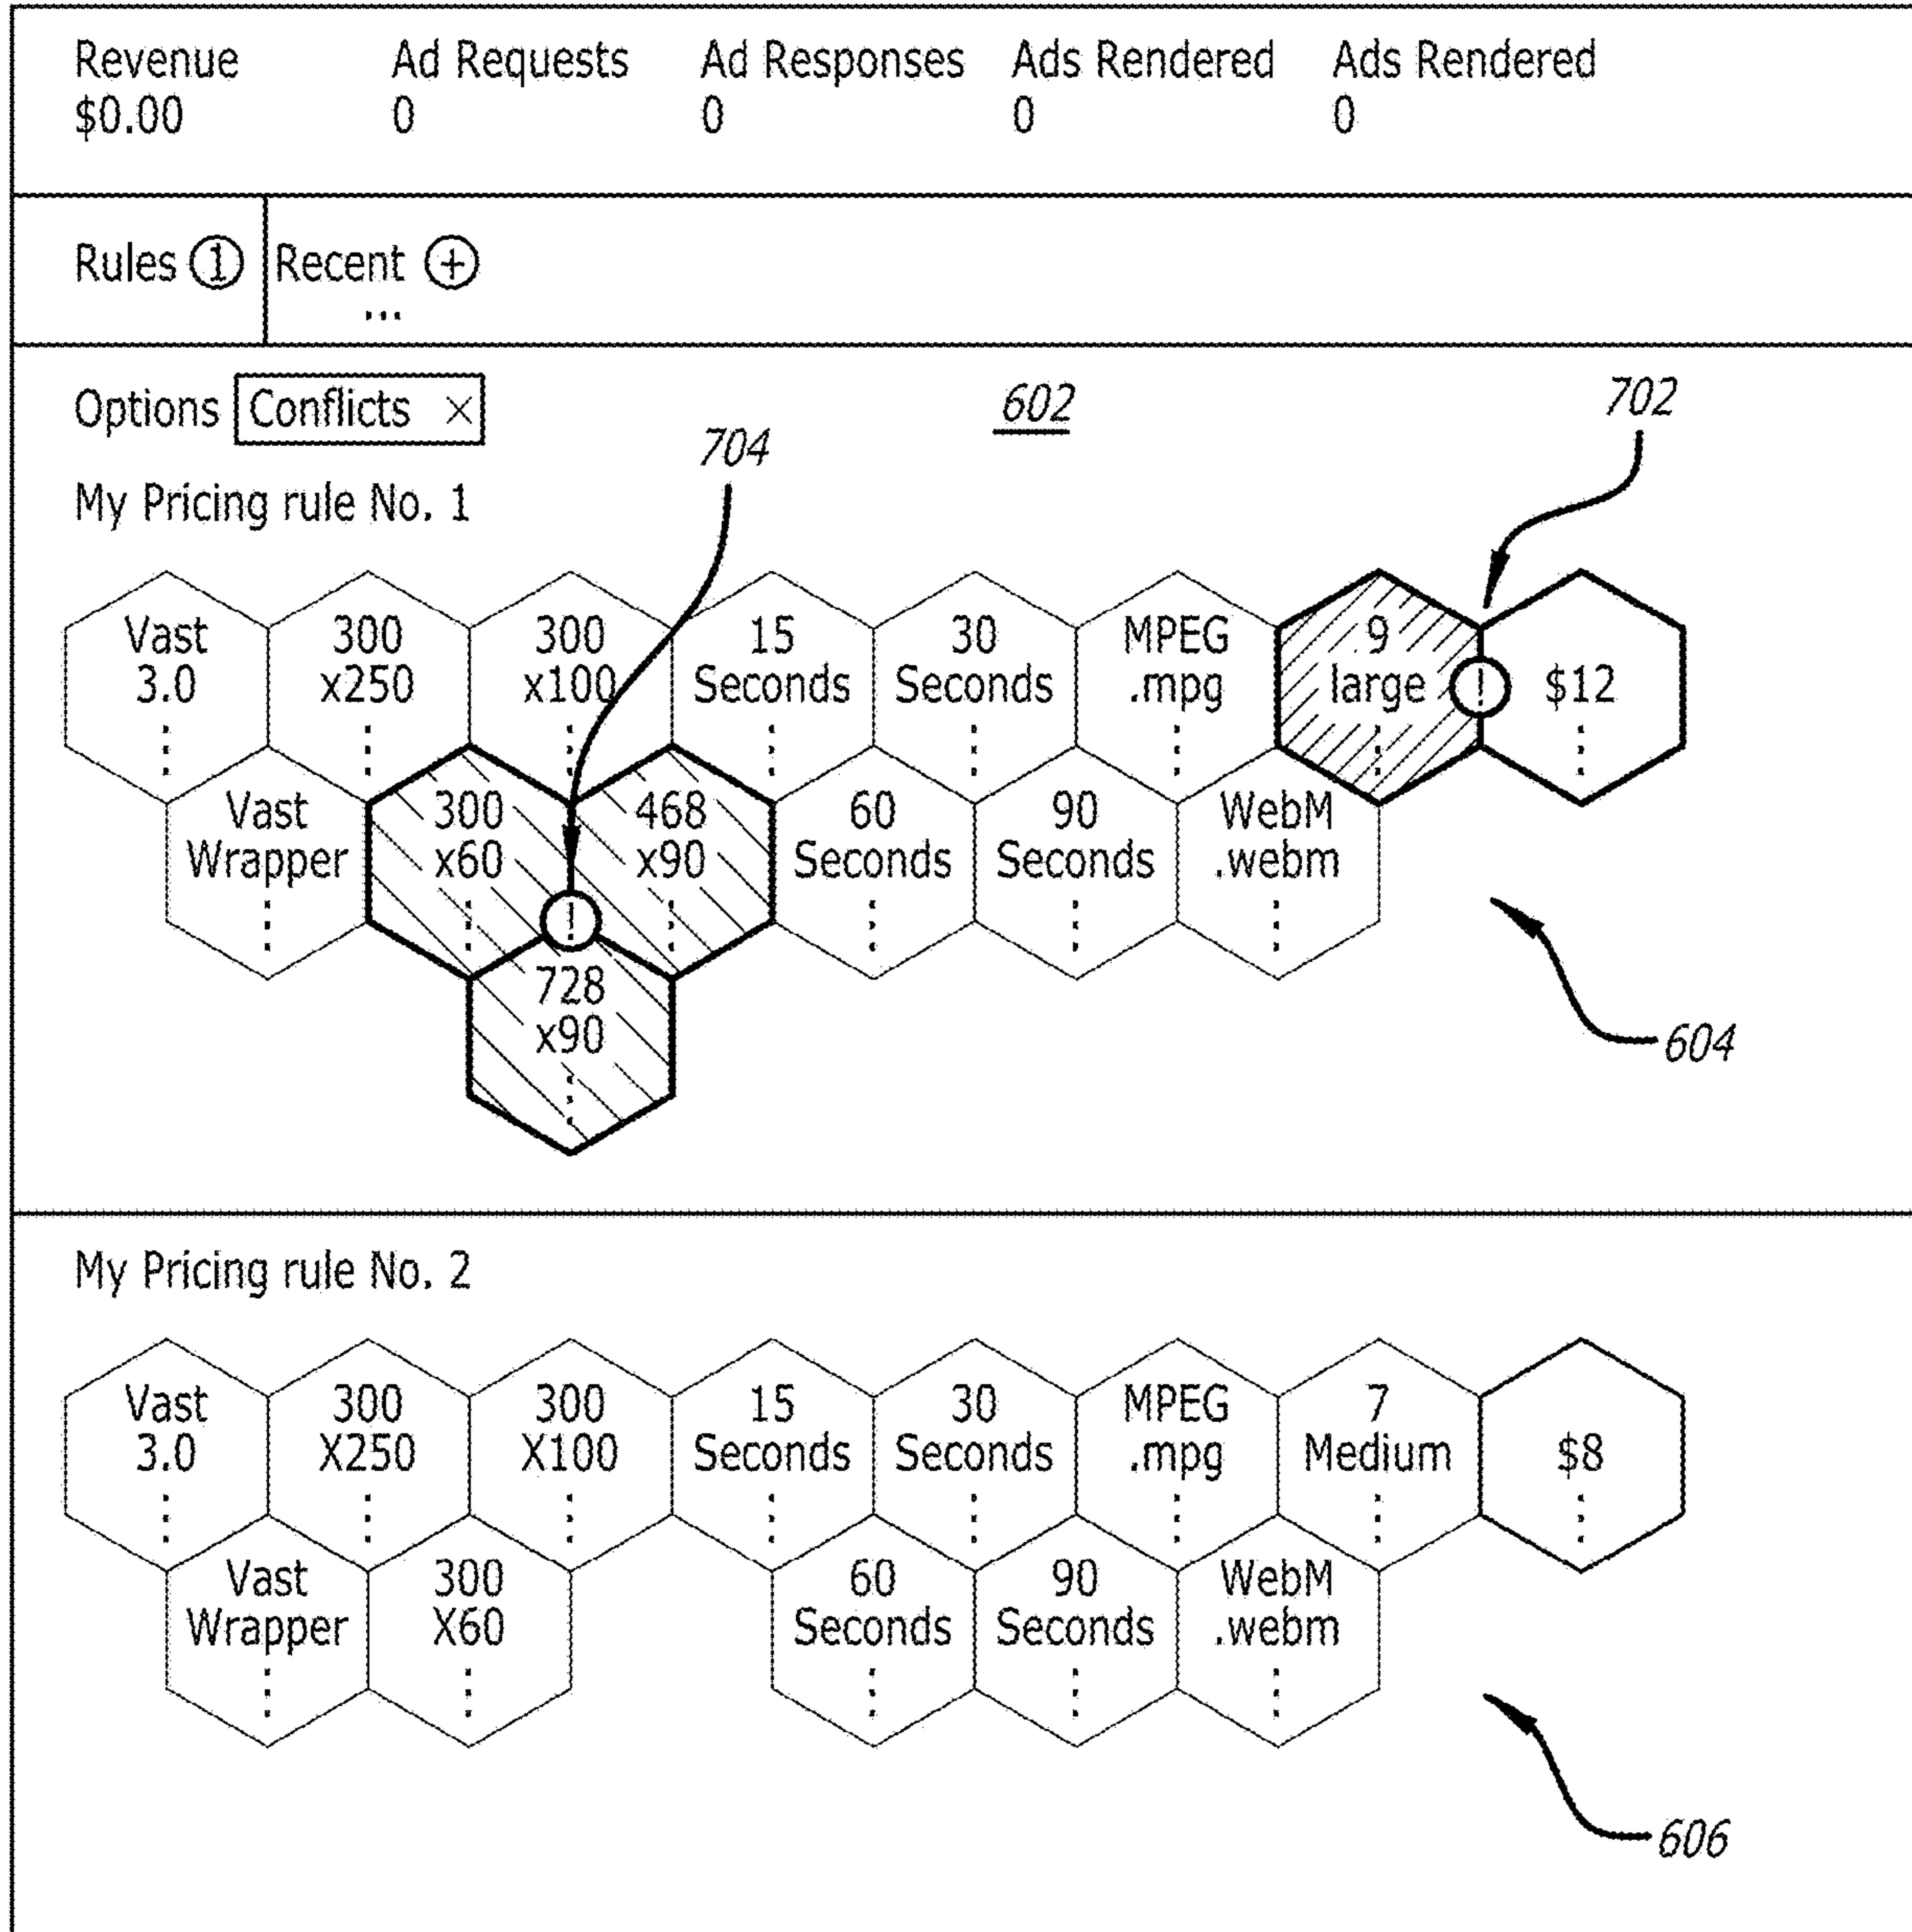 Revenue Ad Requests Ad Responses Ads Rendered Ads Rendered
$0.00 0 0 0 0
Rules 1 Recent +
...
Options Conflicts × 602 702
704
My Pricing rule No. 1
Vast 300 300 15 30 MPEG 9
3.0 x250 x100 Seconds Seconds .mpg large ! $12
Vast 300 468 60 90 WebM
Wrapper x60 x90 Seconds Seconds .webm
!
728
x90
604
My Pricing rule No. 2
Vast 300 300 15 30 MPEG 7
3.0 X250 X100 Seconds Seconds .mpg Medium $8
Vast 300 60 90 WebM
Wrapper X60 Seconds Seconds .webm
606